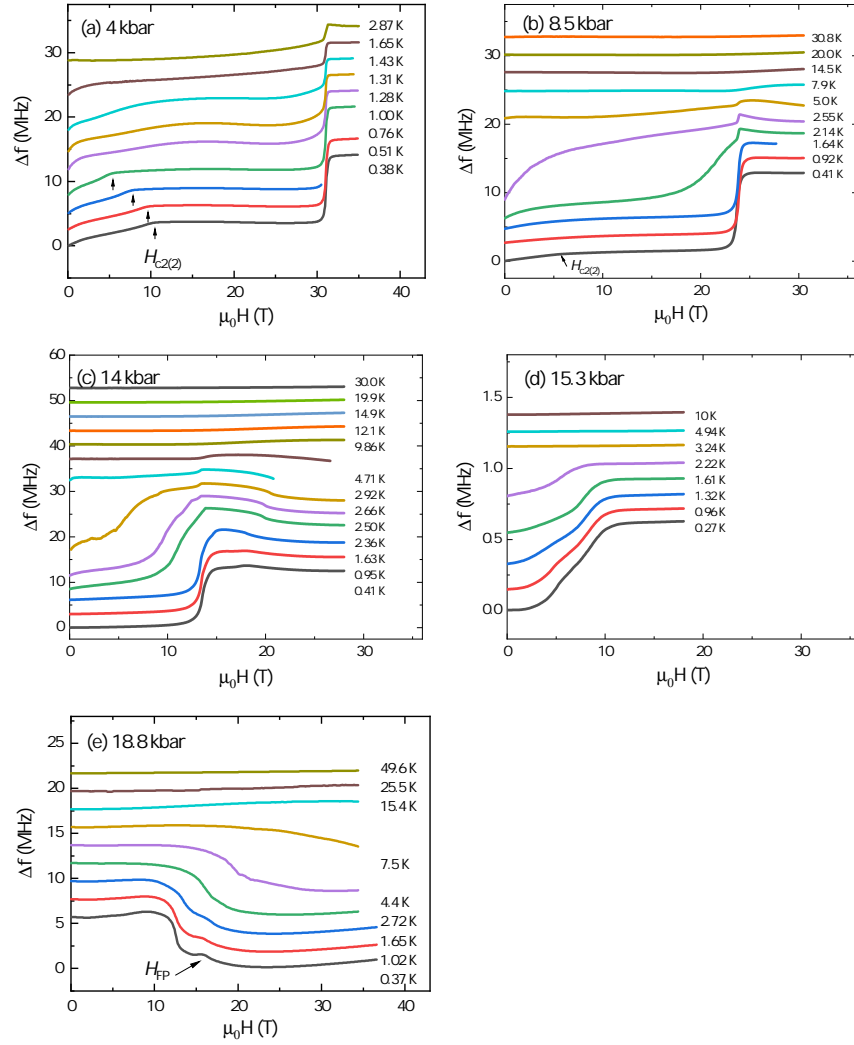 (a) 4 kbar
2.87 K
1.65 K
1.43 K
1.31 K
1.28 K
1.00 K
0.76 K
0.51 K
0.38 K
Hc2(2)
30
20
10
0
Δf (MHz)
0 10 20 30 40
μ0H (T)
(b) 8.5 kbar
30.8 K
20.0 K
14.5 K
7.9 K
5.0 K
2.55 K
2.14 K
1.64 K
0.92 K
0.41 K
Hc2(2)
30
20
10
0
Δf (MHz)
0 10 20 30
μ0H (T)
(c) 14 kbar
30.0 K
19.9 K
14.9 K
12.1 K
9.86 K
4.71 K
2.92 K
2.66 K
2.50 K
2.36 K
1.63 K
0.95 K
0.41 K
60
50
40
30
20
10
0
Δf (MHz)
0 10 20 30
μ0H (T)
(d) 15.3 kbar
10 K
4.94 K
3.24 K
2.22 K
1.61 K
1.32 K
0.96 K
0.27 K
1.5
1.0
0.5
0.0
Δf (MHz)
0 10 20 30
μ0H (T)
(e) 18.8 kbar
49.6 K
25.5 K
15.4 K
7.5 K
4.4 K
2.72 K
1.65 K
1.02 K
0.37 K
HFP
25
20
15
10
5
0
Δf (MHz)
0 10 20 30 40
μ0H (T)